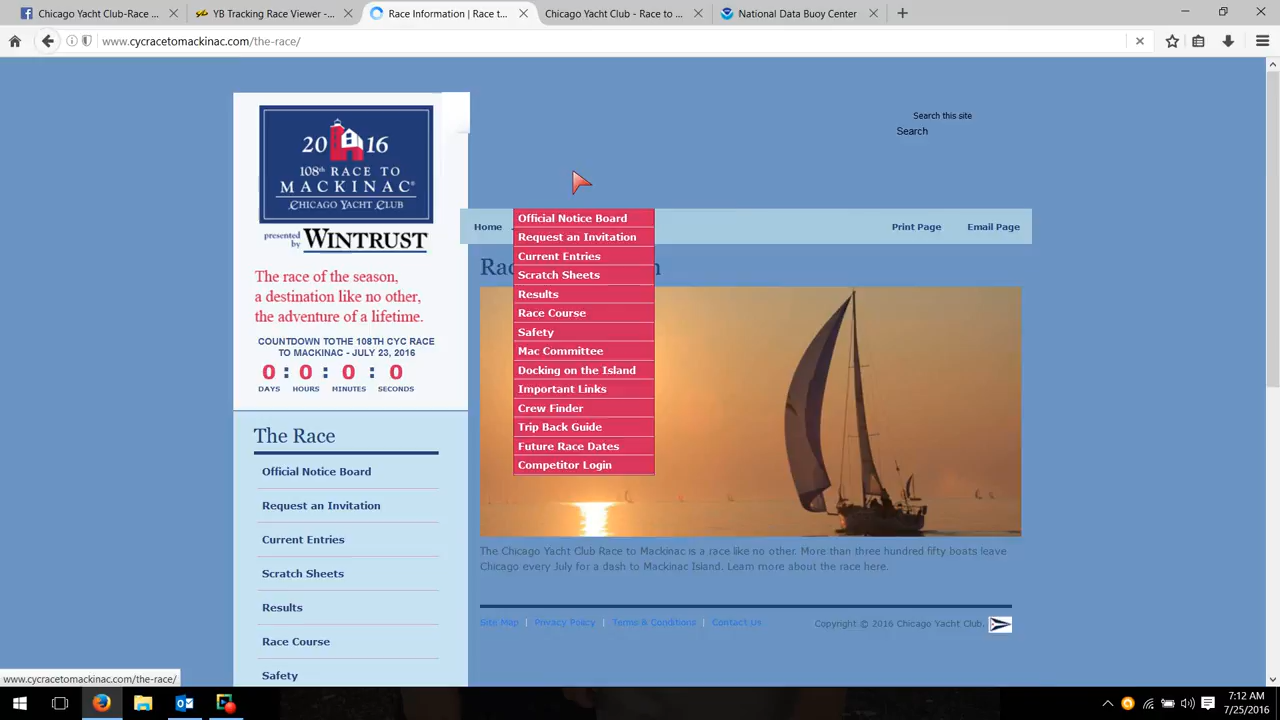 Chicago Yacht Club - Race
YB Tracking Race Viewer -...
Race Information | Race t...
Chicago Yacht Club - Race to ...
National Data Buoy Center
www.cycracetomackinac.com/the-race/
Search this site
Search
2016
108th RACE TO
MACKINAC
CHICAGO YACHT CLUB
presented by WINTRUST
The race of the season,
a destination like no other,
the adventure of a lifetime.
COUNTDOWN TOTHE 108TH CYC RACE
TO MACKINAC - JULY 23, 2016
0 : 0 : 0 : 0
DAYS HOURS MINUTES SECONDS
Home
Print Page
Email Page
Official Notice Board
Request an Invitation
Current Entries
Scratch Sheets
Results
Race Course
Safety
Mac Committee
Docking on the Island
Important Links
Crew Finder
Trip Back Guide
Future Race Dates
Competitor Login
The Race
Official Notice Board
Request an Invitation
Current Entries
Scratch Sheets
Results
Race Course
Safety
The Chicago Yacht Club Race to Mackinac is a race like no other. More than three hundred fifty boats leave
Chicago every July for a dash to Mackinac Island. Learn more about the race here.
Site Map | Privacy Policy | Terms & Conditions | Contact Us
Copyright © 2016 Chicago Yacht Club.
www.cycracetomackinac.com/the-race/
7:12 AM
7/25/2016